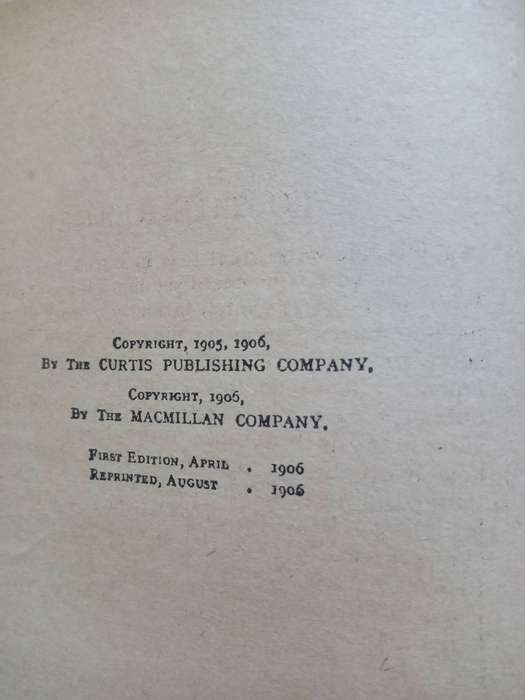 COPYRIGHT, 1905, 1906,
BY THE CURTIS PUBLISHING COMPANY.
COPYRIGHT, 1906,
BY THE MACMILLAN COMPANY.
FIRST EDITION, APRIL . 1906
REPRINTED, AUGUST . 1906